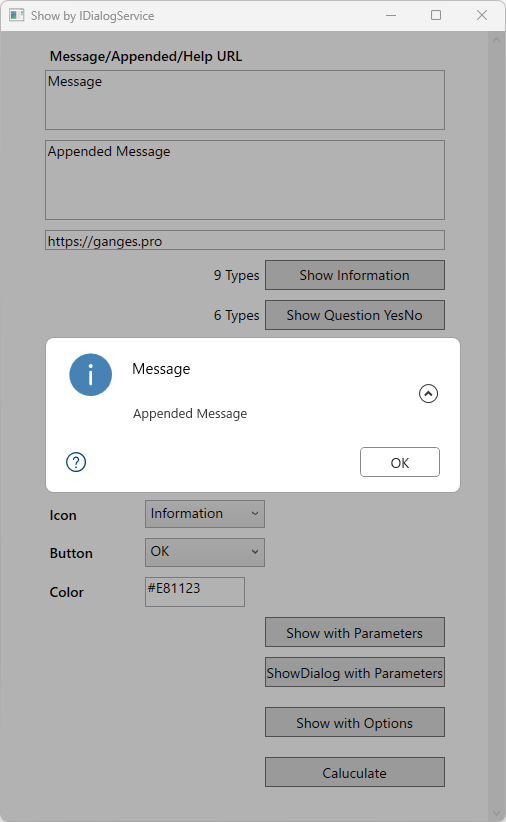 Show by IDialogService
Message/Appended/Help URL
Message
Appended Message
https://ganges.pro
9 Types Show Information
6 Types Show Question YesNo
Message
Appended Message
OK
Icon Information
Button OK
Color #E81123
Show with Parameters
ShowDialog with Parameters
Show with Options
Caluculate